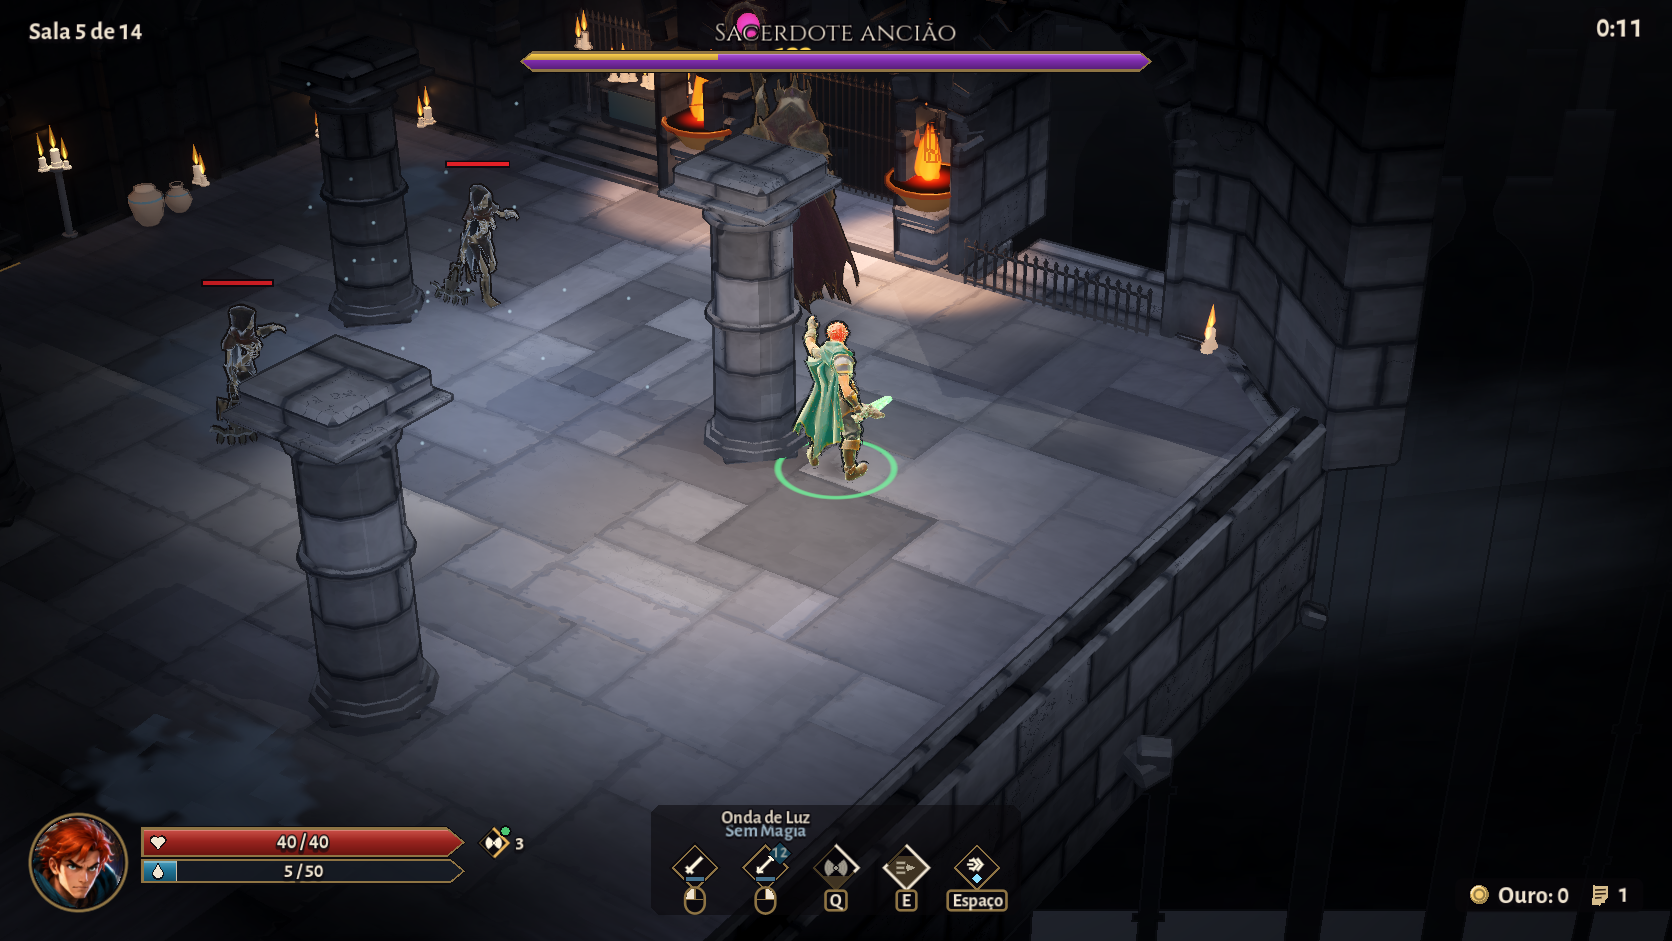 Sala 5 de 14
SACERDOTE ANCIÃO
0:11
40/40
5/50
3
Onda de Luz
Sem Magia
12
Q
E
Espaço
Ouro: 0
1